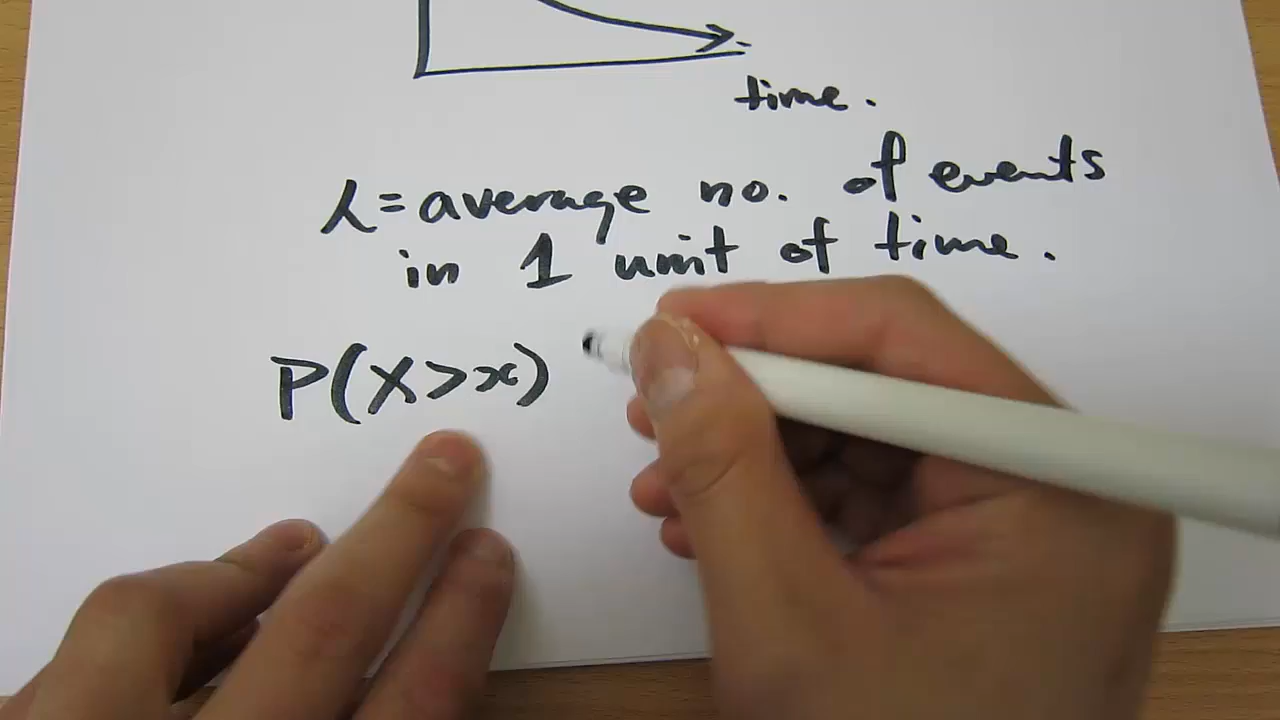 time.
λ=average no. of events
in 1 unit of time.
P(X>x)